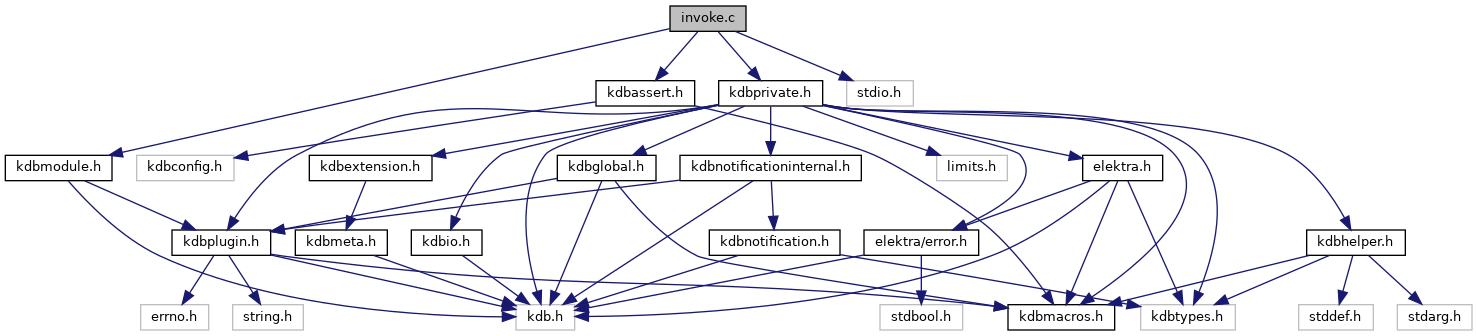 invoke.c
kdbassert.h
kdbprivate.h
stdio.h
kdbmodule.h
kdbconfig.h
kdbextension.h
kdbglobal.h
kdbnotificationinternal.h
limits.h
elektra.h
kdbplugin.h
kdbmeta.h
kdbio.h
kdbnotification.h
elektra/error.h
kdbhelper.h
errno.h
string.h
kdb.h
stdbool.h
kdbmacros.h
kdbtypes.h
stddef.h
stdarg.h